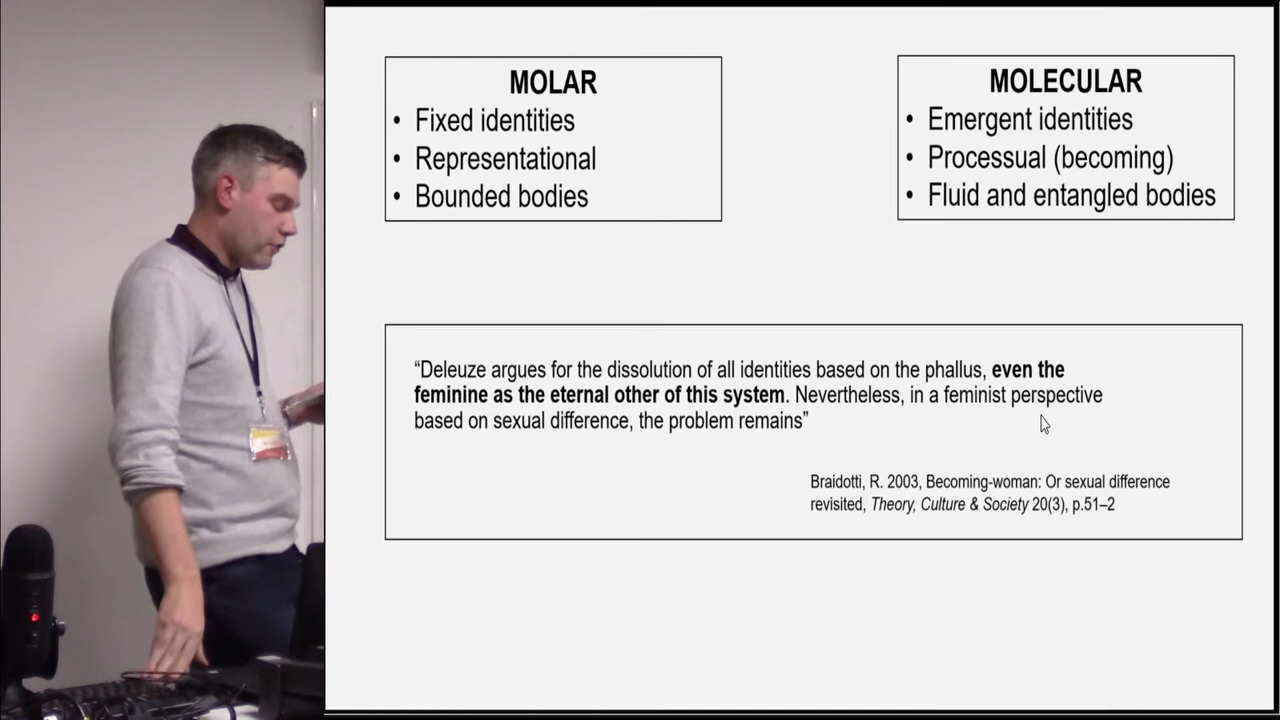 MOLAR
• Fixed identities
• Representational
• Bounded bodies
MOLECULAR
• Emergent identities
• Processual (becoming)
• Fluid and entangled bodies
“Deleuze argues for the dissolution of all identities based on the phallus, even the
feminine as the eternal other of this system. Nevertheless, in a feminist perspective
based on sexual difference, the problem remains”
Braidotti, R. 2003, Becoming-woman: Or sexual difference
revisited, Theory, Culture & Society 20(3), p.51–2